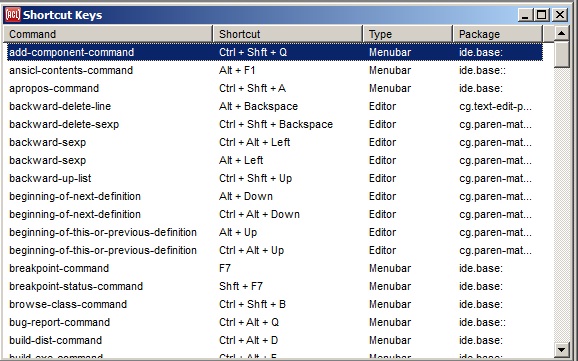 ACL Shortcut Keys
Command Shortcut Type Package
add-component-command Ctrl + Shft + Q Menubar ide.base:
ansicl-contents-command Alt + F1 Menubar ide.base::
apropos-command Ctrl + Shft + A Menubar ide.base:
backward-delete-line Alt + Backspace Editor cg.text-edit-p...
backward-delete-sexp Ctrl + Shft + Backspace Editor cg.paren-mat...
backward-sexp Ctrl + Alt + Left Editor cg.paren-mat...
backward-sexp Alt + Left Editor cg.paren-mat...
backward-up-list Ctrl + Shft + Up Editor cg.paren-mat...
beginning-of-next-definition Alt + Down Editor cg.paren-mat...
beginning-of-next-definition Ctrl + Alt + Down Editor cg.paren-mat...
beginning-of-this-or-previous-definition Alt + Up Editor cg.paren-mat...
beginning-of-this-or-previous-definition Ctrl + Alt + Up Editor cg.paren-mat...
breakpoint-command F7 Menubar ide.base:
breakpoint-status-command Shft + F7 Menubar ide.base:
browse-class-command Ctrl + Shft + B Menubar ide.base:
bug-report-command Ctrl + Alt + Q Menubar ide.base::
build-dist-command Ctrl + Alt + D Menubar ide.base:
build-exe-command Ctrl + Alt + E Menubar ide.base: